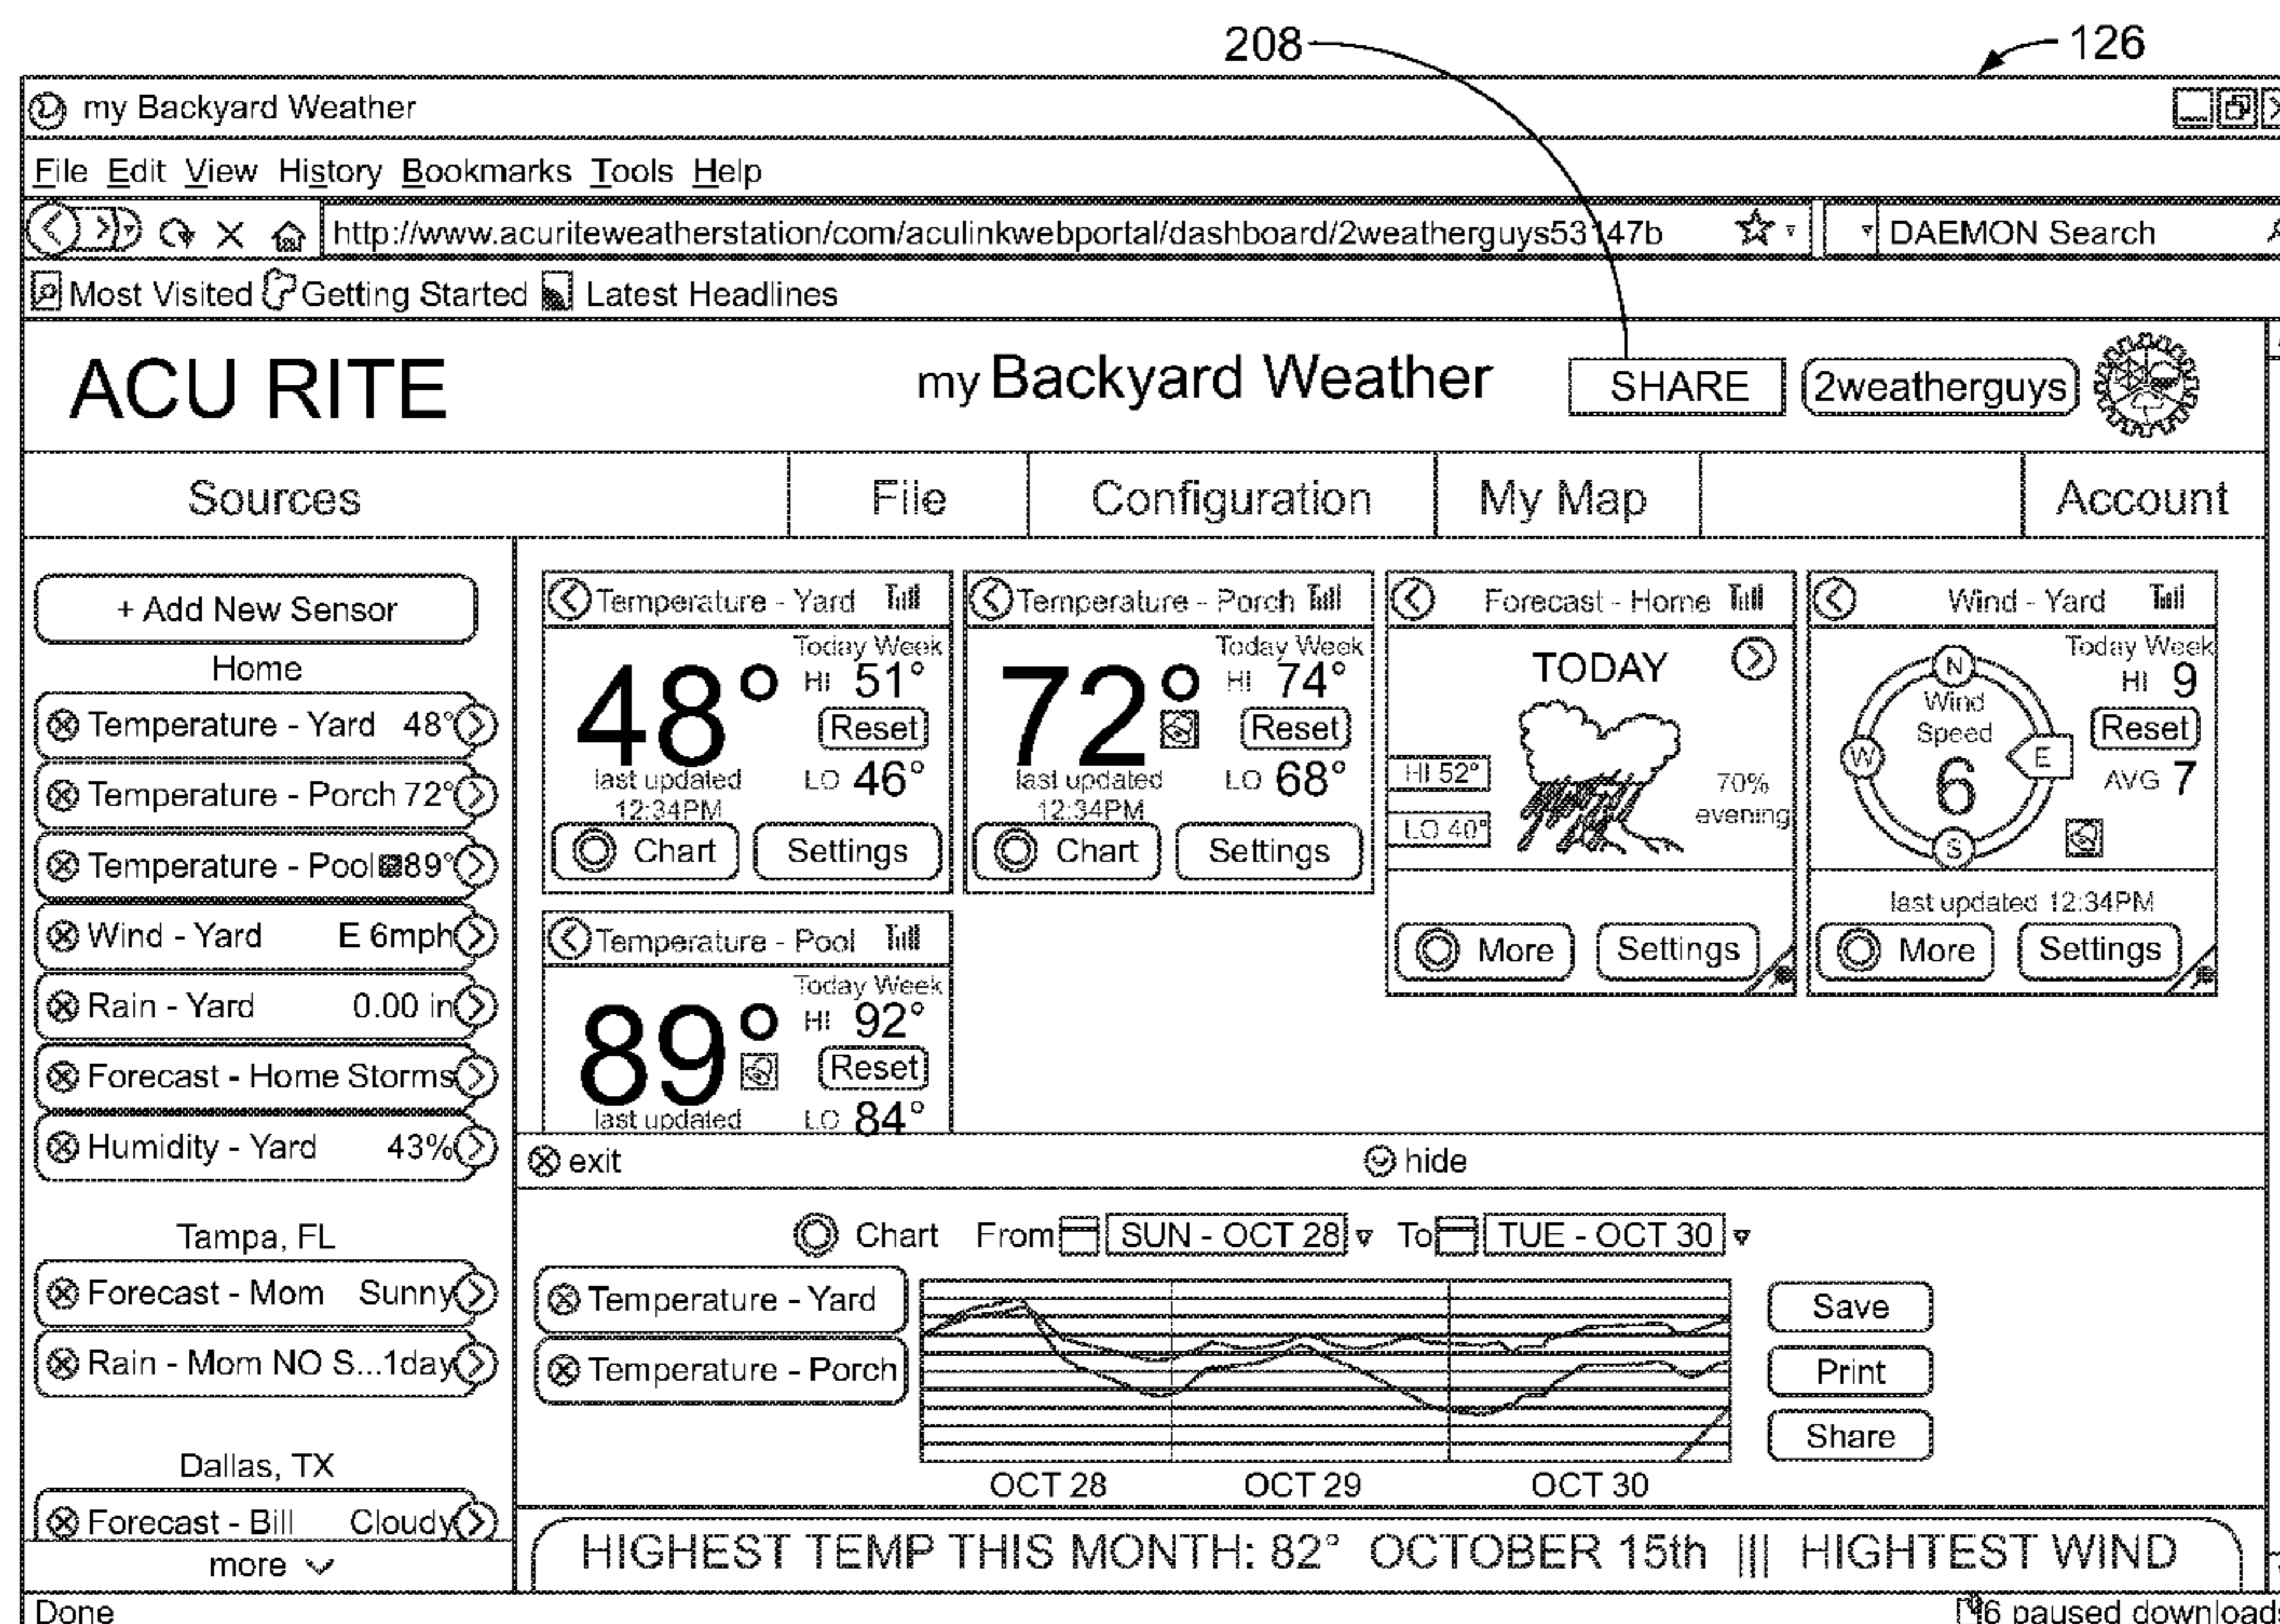 208
126
my Backyard Weather
File Edit View History Bookmarks Tools Help
http://www.acuriteweatherstation/com/aculinkwebportal/dashboard/2weatherguys53147b
DAEMON Search
Most Visited Getting Started Latest Headlines
ACU RITE
my Backyard Weather
SHARE
2weatherguys
Sources File Configuration My Map Account
+ Add New Sensor
Home
Temperature - Yard 48°
Temperature - Porch 72°
Temperature - Pool 89°
Wind - Yard E 6mph
Rain - Yard 0.00 in
Forecast - Home Storms
Humidity - Yard 43%
Tampa, FL
Forecast - Mom Sunny
Rain - Mom NO S...1day
Dallas, TX
Forecast - Bill Cloudy
more
Temperature - Yard
Today Week
48°
HI 51°
Reset
LO 46°
last updated
12:34PM
Chart
Settings
Temperature - Porch
Today Week
72°
HI 74°
Reset
LO 68°
last updated
12:34PM
Chart
Settings
Forecast - Home
TODAY
HI 52°
LO 40°
70%
evening
More
Settings
Wind - Yard
Today Week
N
Wind
Speed
6
W
E
S
HI 9
Reset
AVG 7
last updated 12:34PM
More
Settings
Temperature - Pool
Today Week
89°
HI 92°
Reset
LO 84°
last updated
exit
hide
Chart From SUN - OCT 28 To TUE - OCT 30
Temperature - Yard
Temperature - Porch
Save
Print
Share
OCT 28 OCT 29 OCT 30
HIGHEST TEMP THIS MONTH: 82° OCTOBER 15th ||| HIGHTEST WIND
Done
6 paused downloads